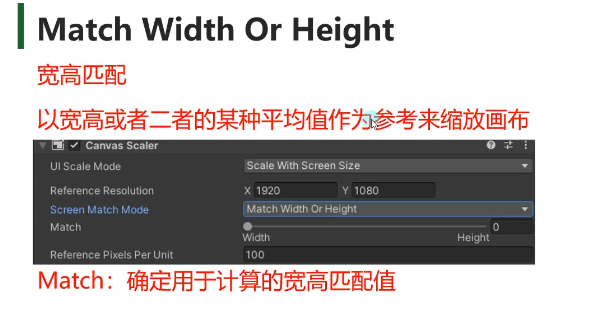 Match Width Or Height
宽高匹配
以宽高或者二者的某种平均值作为参考来缩放画布
Canvas Scaler
UI Scale Mode Scale With Screen Size
Reference Resolution X 1920 Y 1080
Screen Match Mode Match Width Or Height
Match 0
Width Height
Reference Pixels Per Unit 100
Match：确定用于计算的宽高匹配值